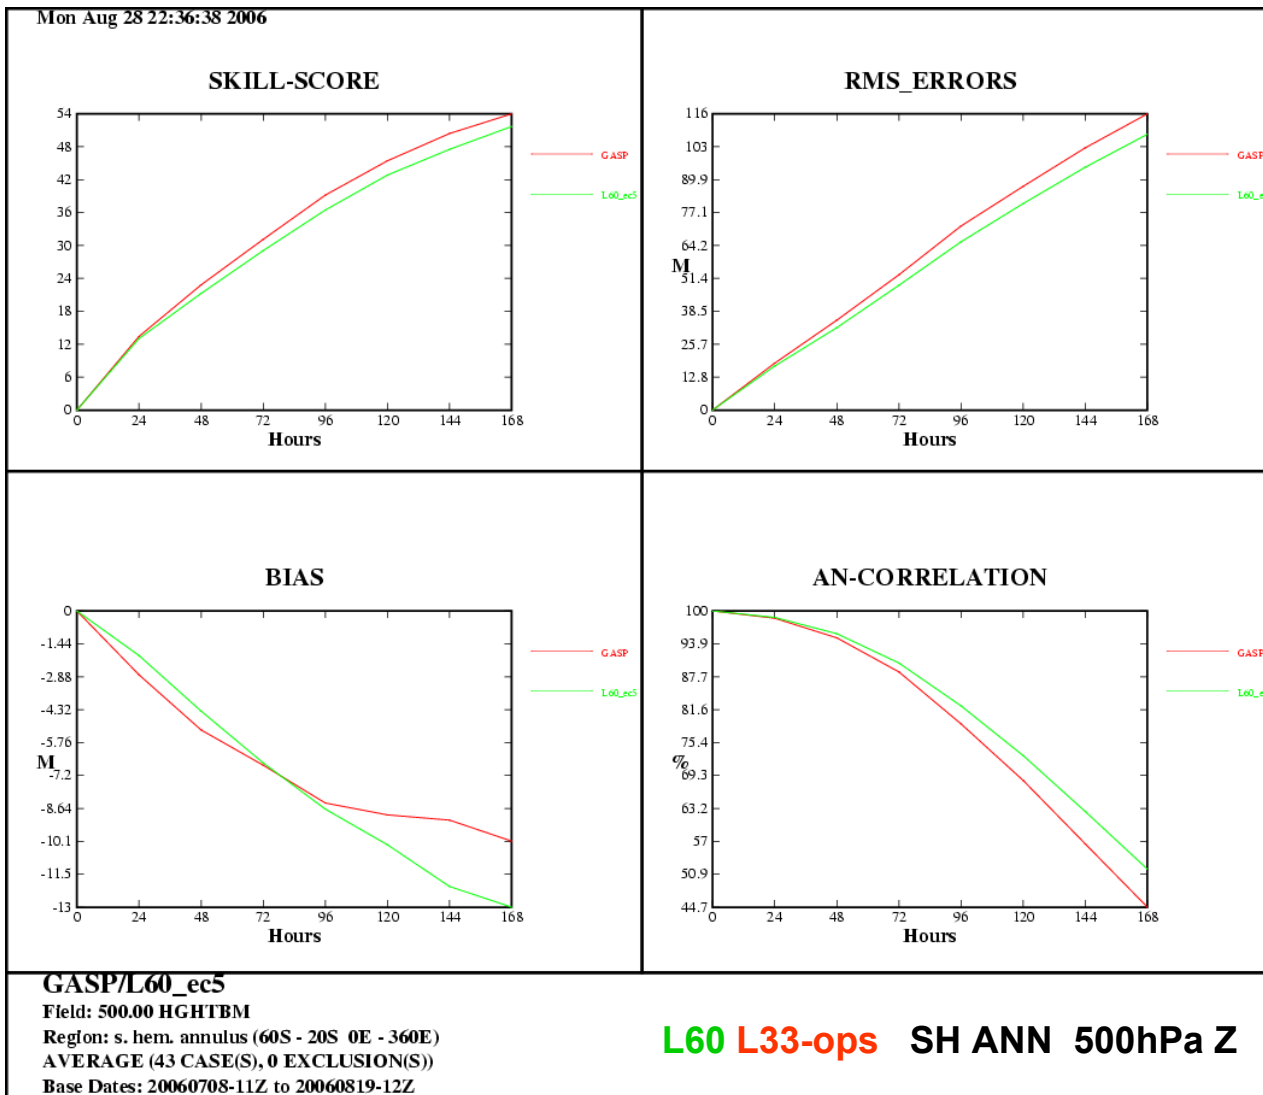 Mon Aug 28 22:36:38 2006
SKILL-SCORE
54
48
42
36
30
24
18
12
6
0
0 24 48 72 96 120 144 168
Hours
GASP
L60_ec5
RMS_ERRORS
116
103
89.9
77.1
64.2
M
51.4
38.5
25.7
12.8
0
0 24 48 72 96 120 144 168
Hours
GASP
L60_e
BIAS
0
-1.44
-2.88
-4.32
-5.76
M
-7.2
-8.64
-10.1
-11.5
-13
0 24 48 72 96 120 144 168
Hours
GASP
L60_ec5
AN-CORRELATION
100
93.9
87.7
81.6
75.4
%
69.3
63.2
57
50.9
44.7
0 24 48 72 96 120 144 168
Hours
GASP
L60_e
GASP/L60_ec5
Field: 500.00 HGHTBM
Region: s. hem. annulus (60S - 20S 0E - 360E)
AVERAGE (43 CASE(S), 0 EXCLUSION(S))
Base Dates: 20060708-11Z to 20060819-12Z
L60 L33-ops SH ANN 500hPa Z